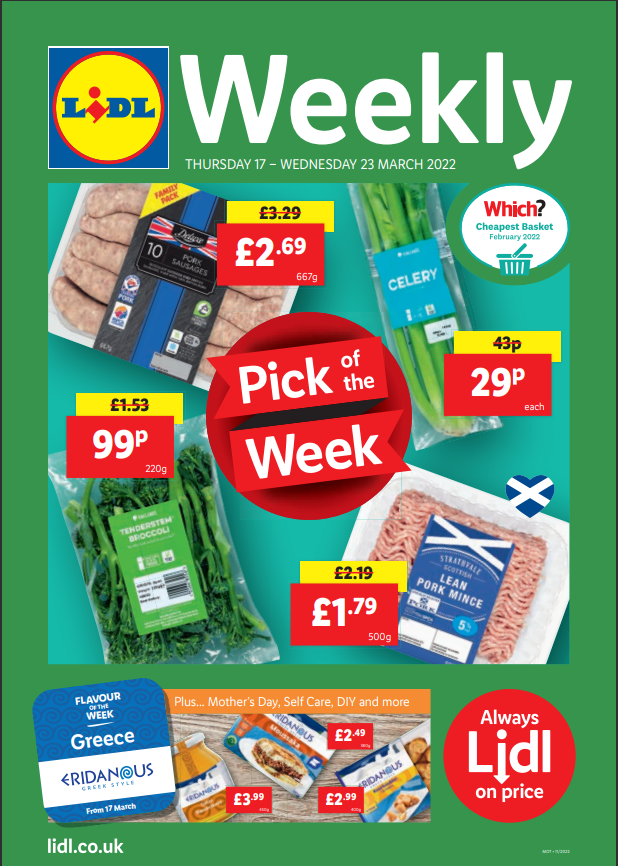 LIDL
Weekly
THURSDAY 17 – WEDNESDAY 23 MARCH 2022
Which?
Cheapest Basket
February 2022
FAMILY
PACK
Deluxe
10
PORK
SAUSAGES
667g
£3.29
£2.69
667g
CELERY
43p
29p
each
Pick of the
Week
£1.53
99p
220g
TENDERSTEM
BROCCOLI
£2.19
£1.79
500g
STRATHVALE
SCOTTISH
LEAN
PORK MINCE
5%
FLAVOUR
OF THE
WEEK
Greece
ERIDANOUS
GREEK STYLE
From 17 March
Plus... Mother's Day, Self Care, DIY and more
ERIDANOUS
£3.99
ERIDANOUS
Moussaka
£2.49
ERIDANOUS
£2.99
Always
Lidl
on price
lidl.co.uk